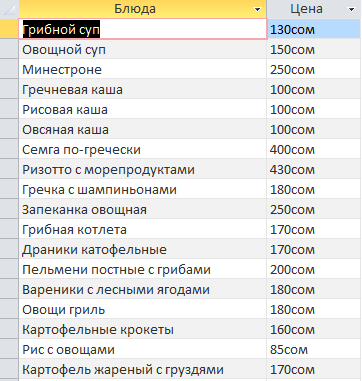 Блюда Цена
Грибной суп 130сом
Овощной суп 150сом
Минестроне 250сом
Гречневая каша 100сом
Рисовая каша 100сом
Овсяная каша 100сом
Семга по-гречески 400сом
Ризотто с морепродуктами 430сом
Гречка с шампиньонами 180сом
Запеканка овощная 250сом
Грибная котлета 170сом
Драники катофельные 170сом
Пельмени постные с грибами 200сом
Вареники с лесными ягодами 180сом
Овощи гриль 180сом
Картофельные крокеты 160сом
Рис с овощами 85сом
Картофель жареный с груздями 170сом